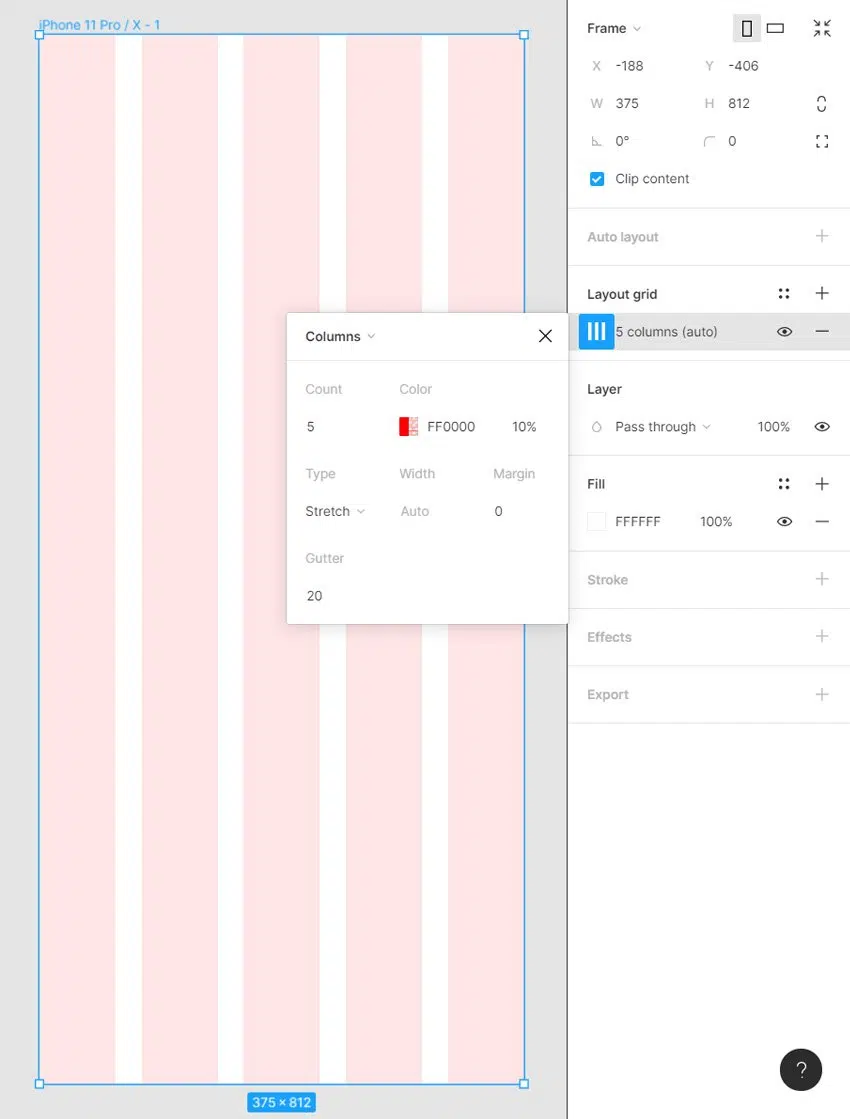 iPhone 11 Pro / X - 1
Frame
X -188 Y -406
W 375 H 812
0° 0
Clip content
Auto layout
Layout grid
5 columns (auto)
Columns
Count Color
5 FF0000 10%
Type Width Margin
Stretch Auto 0
Gutter
20
Layer
Pass through 100%
Fill
FFFFFF 100%
Stroke
Effects
Export
?
375 × 812